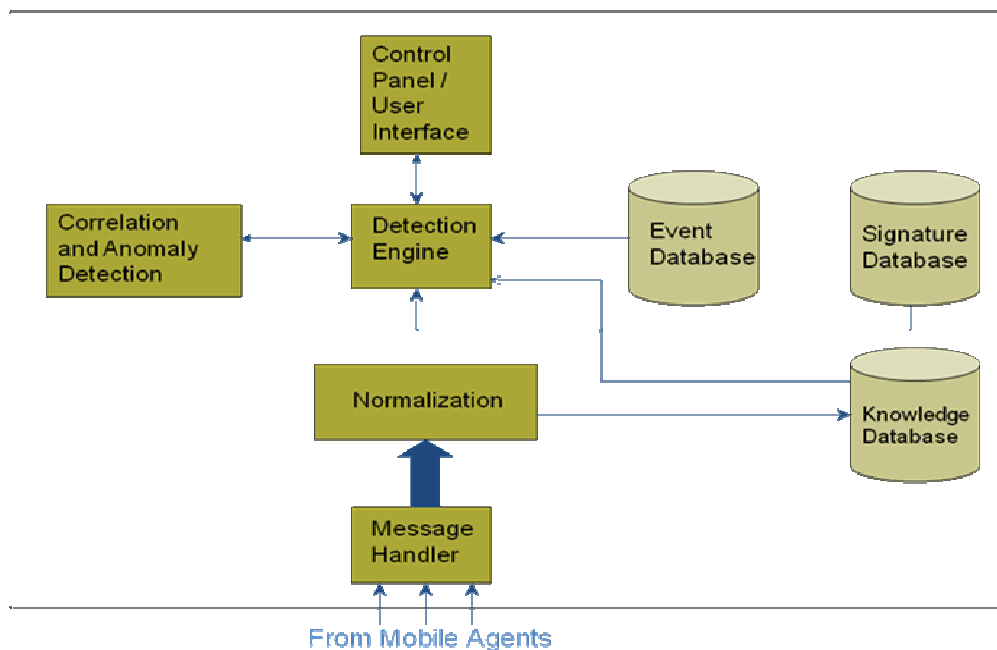 Control
Panel /
User
Interface
Correlation
and Anomaly
Detection
Detection
Engine
Event
Database
Signature
Database
Normalization
Knowledge
Database
Message
Handler
From Mobile Agents